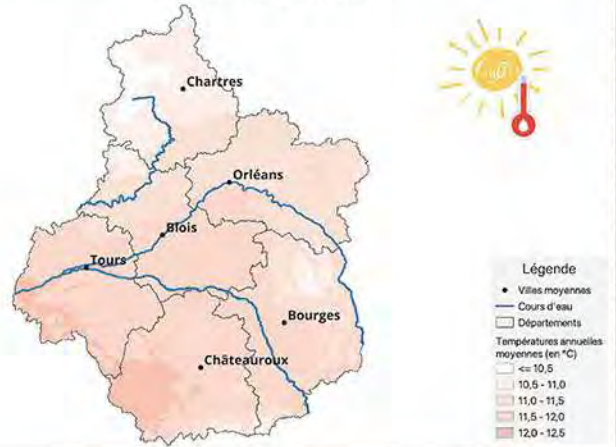 Chartres
Orléans
Blois
Tours
Bourges
Châteauroux
Légende
Villes moyennes
Cours d'eau
Départements
Températures annuelles
moyennes (en °C)
<= 10,5
10,5 - 11,0
11,0 - 11,5
11,5 - 12,0
12,0 - 12,5